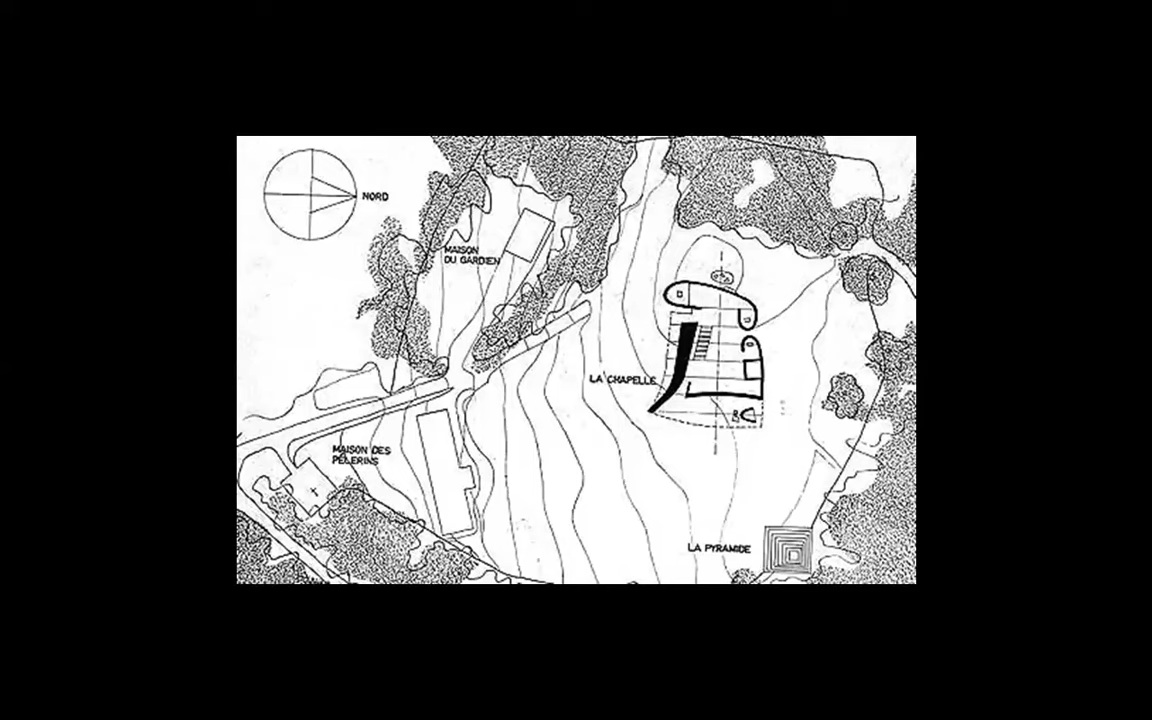 NORD
MAISON
DU GARDIEN
LA CHAPELLE
MAISON DES
PÈLERINS
LA PYRAMIDE